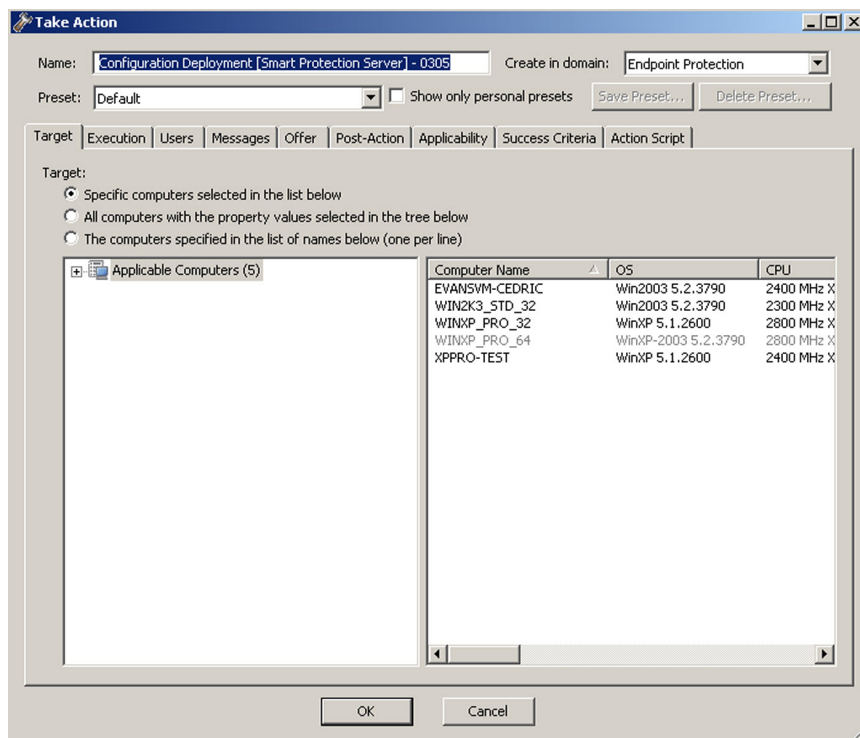 Take Action
Name: Configuration Deployment [Smart Protection Server] - 0305 Create in domain: Endpoint Protection
Preset: Default Show only personal presets Save Preset... Delete Preset...
Target Execution Users Messages Offer Post-Action Applicability Success Criteria Action Script
Target:
Specific computers selected in the list below
All computers with the property values selected in the tree below
The computers specified in the list of names below (one per line)
Applicable Computers (5)
Computer Name OS CPU
EVANSVM-CEDRIC Win2003 5.2.3790 2400 MHz X
WIN2K3_STD_32 Win2003 5.2.3790 2300 MHz X
WINXP_PRO_32 WinXP 5.1.2600 2800 MHz X
WINXP_PRO_64 WinXP-2003 5.2.3790 2800 MHz X
XPPRO-TEST WinXP 5.1.2600 2400 MHz X
OK Cancel